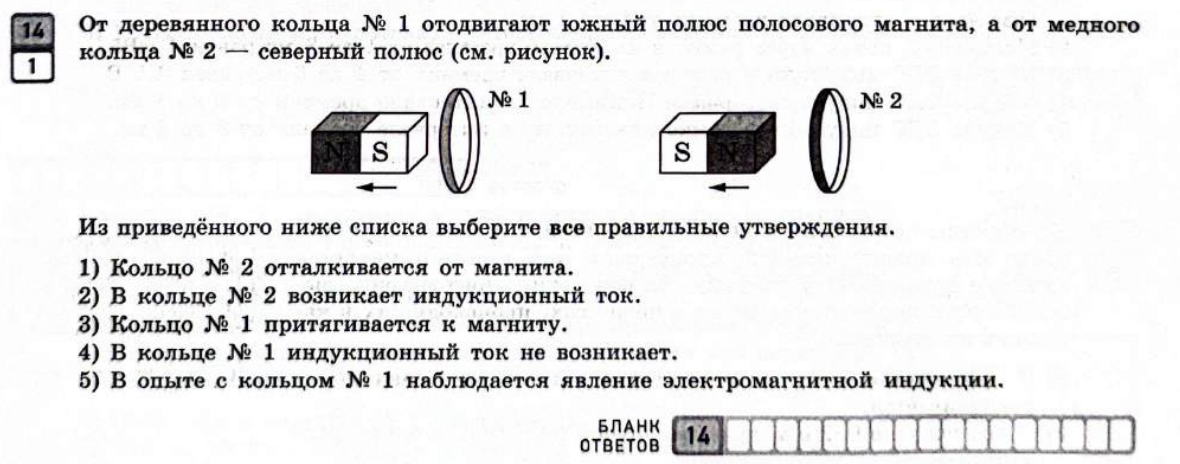 14
1
От деревянного кольца № 1 отодвигают южный полюс полосового магнита, а от медного
кольца № 2 – северный полюс (см. рисунок).
№ 1
№ 2
N S
S N
Из приведённого ниже списка выберите все правильные утверждения.
1) Кольцо № 2 отталкивается от магнита.
2) В кольце № 2 возникает индукционный ток.
3) Кольцо № 1 притягивается к магниту.
4) В кольце № 1 индукционный ток не возникает.
5) В опыте с кольцом № 1 наблюдается явление электромагнитной индукции.
БЛАНК
ОТВЕТОВ
14